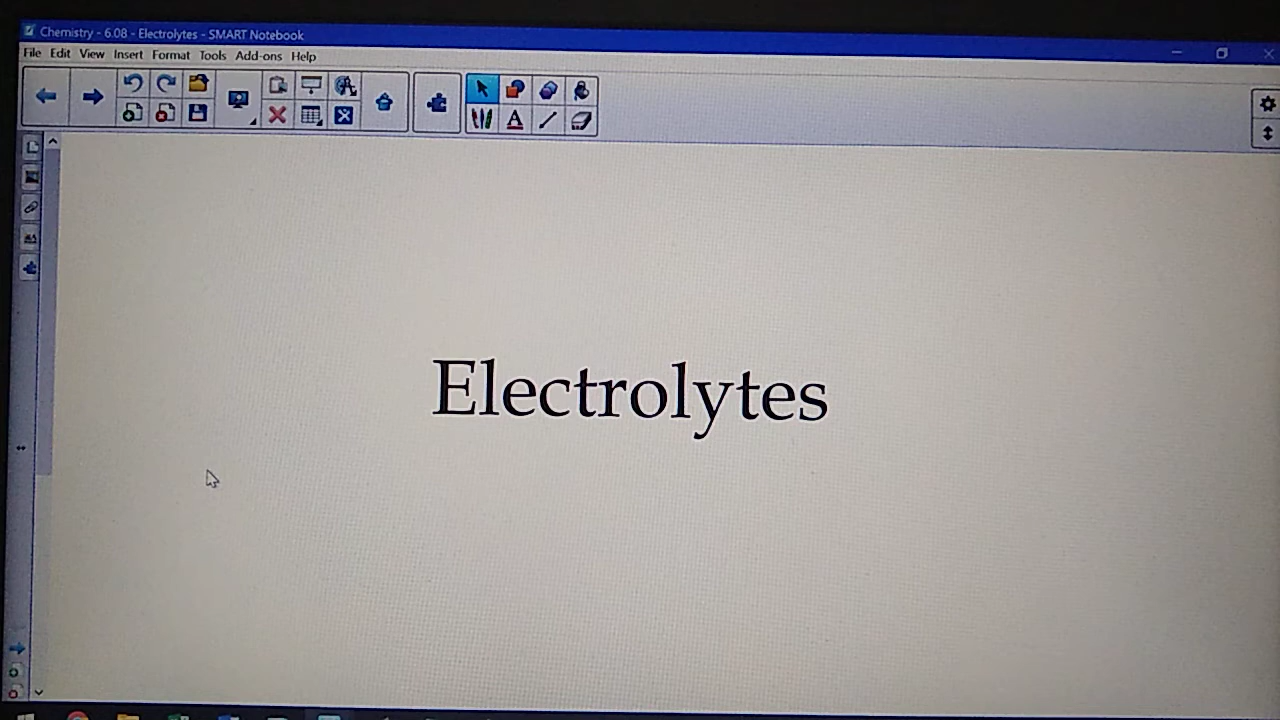 Chemistry - 6.08 - Electrolytes - SMART Notebook
File Edit View Insert Format Tools Add-ons Help
Electrolytes